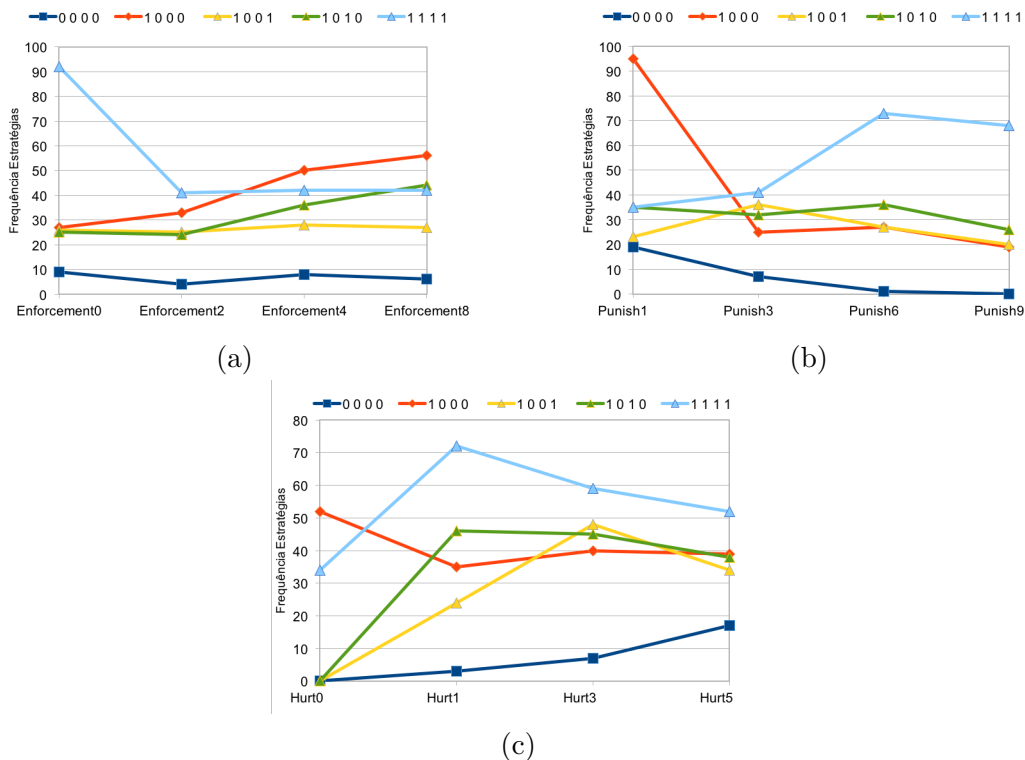 0 0 0 0 1 0 0 0 1 0 0 1 1 0 1 0 1 1 1 1
100
90
80
70
60
50
40
30
20
10
0
Frequência Estratégias
Enforcement0 Enforcement2 Enforcement4 Enforcement8
(a)
0 0 0 0 1 0 0 0 1 0 0 1 1 0 1 0 1 1 1 1
100
90
80
70
60
50
40
30
20
10
0
Frequência Estratégias
Punish1 Punish3 Punish6 Punish9
(b)
0 0 0 0 1 0 0 0 1 0 0 1 1 0 1 0 1 1 1 1
80
70
60
50
40
30
20
10
0
Frequência Estratégias
Hurt0 Hurt1 Hurt3 Hurt5
(c)